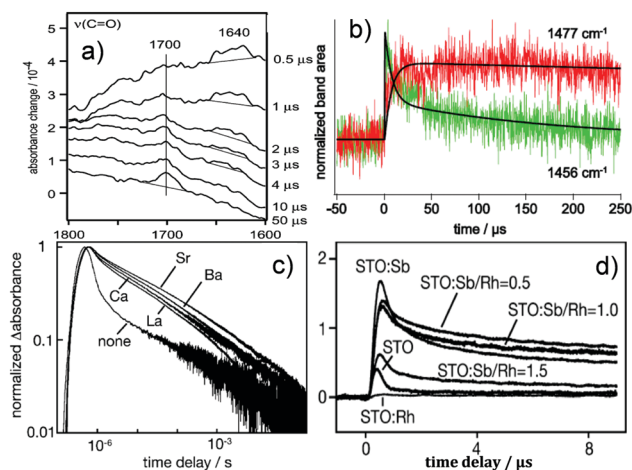 a)
ν(C=O)
1700
1640
absorbance change / 10⁻⁴
5
4
3
2
1
0
0.5 μs
1 μs
2 μs
3 μs
4 μs
10 μs
50 μs
1800
1700
1600
b)
1477 cm⁻¹
1456 cm⁻¹
normalized band area
-50
0
50
100
150
200
250
time / μs
c)
normalized Δabsorbance
1
0.1
0.01
Sr
Ba
Ca
La
none
10⁻⁶
10⁻³
time delay / s
d)
2
1
0
STO:Sb
STO:Sb/Rh=0.5
STO:Sb/Rh=1.0
STO
STO:Sb/Rh=1.5
STO:Rh
0
4
8
time delay / μs